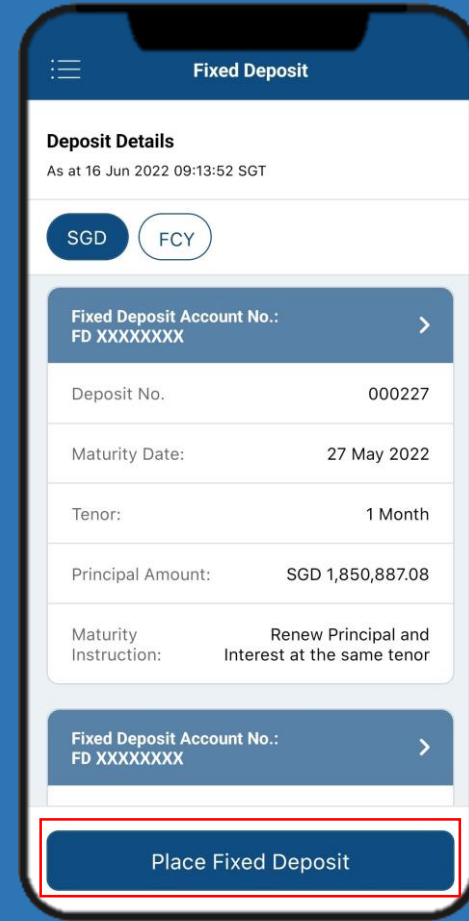 Fixed Deposit
Deposit Details
As at 16 Jun 2022 09:13:52 SGT
SGD FCY
Fixed Deposit Account No.:
FD XXXXXXXX
Deposit No. 000227
Maturity Date: 27 May 2022
Tenor: 1 Month
Principal Amount: SGD 1,850,887.08
Maturity Renew Principal and
Instruction: Interest at the same tenor
Fixed Deposit Account No.:
FD XXXXXXXX
Place Fixed Deposit